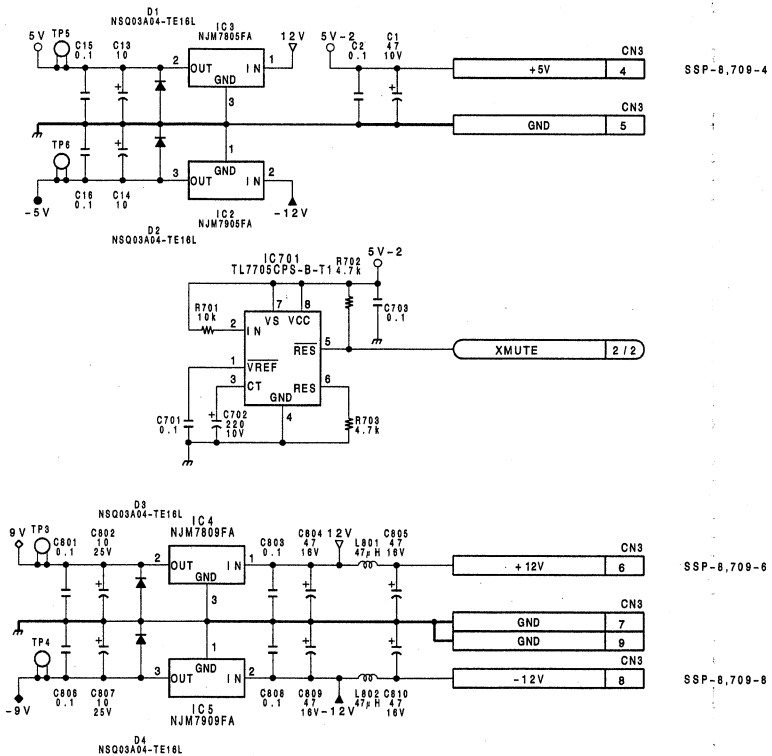 D1
NSQ03A04-TE16L
5V TP5 C15 0.1 C13 10
IC3
NJM7805FA
12V
5V-2
C2 0.1 C1 47 10V
2 OUT IN 1
GND
3
CN3
+5V 4 SSP-8,709-4
CN3
GND 5
TP6
-5V
C16 0.1 C14 10
1
GND
3 OUT IN 2
IC2
NJM7905FA
-12V
D2
NSQ03A04-TE16L
IC701
TL7705CPS-B-T1
R702
4.7k
5V-2
C703
0.1
R701
10k
7 8
VS VCC
2 IN
RES 5
XMUTE 2/2
1 VREF
3 CT
RES 6
GND
4
C701
0.1
C702
220
10V
R703
4.7k
D3
NSQ03A04-TE16L
9V TP3 C801 0.1 C802 10 25V
IC4
NJM7809FA
C803 0.1 C804 47 16V 12V L801 47μH C805 47 16V
2 OUT IN 1
GND
3
CN3
+12V 6 SSP-8,709-6
CN3
GND 7
GND 9
TP4
-9V
C806 0.1 C807 10 25V
1
GND
3 OUT IN 2
IC5
NJM7909FA
C808 0.1 C809 47 16V -12V L802 47μH C810 47 16V
CN3
-12V 8 SSP-8,709-8
D4
NSQ03A04-TE16L